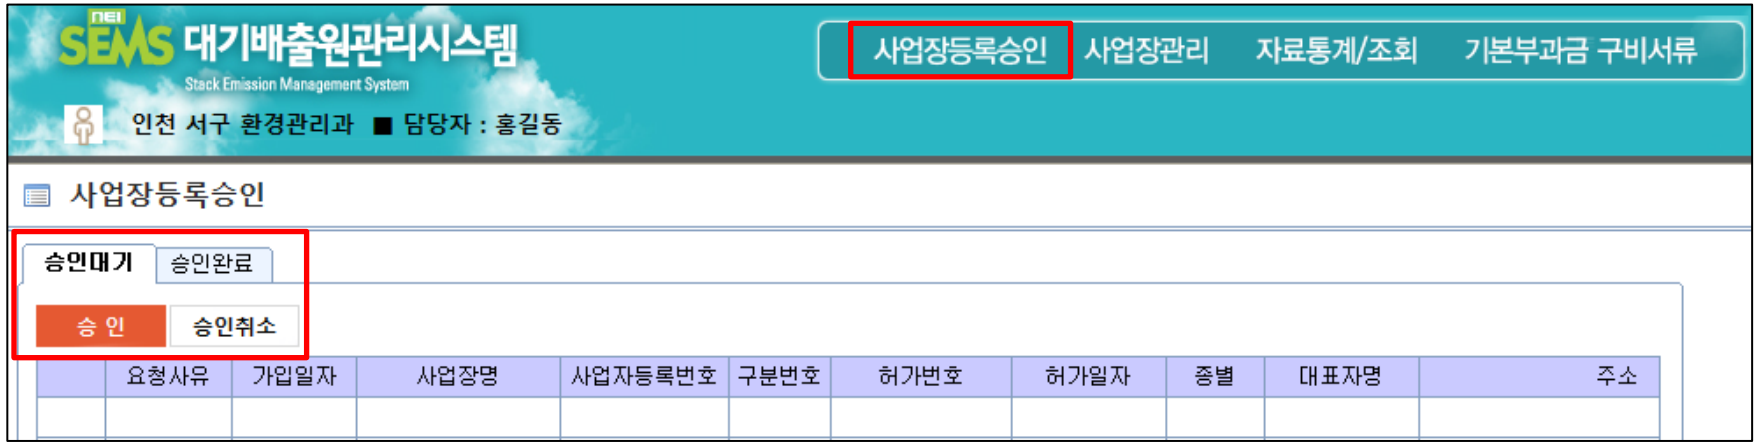 nEI
SEMS 대기배출원관리시스템
Stack Emission Management System
사업장등록승인 사업장관리 자료통계/조회 기본부과금 구비서류
인천 서구 환경관리과 ■ 담당자 : 홍길동
사업장등록승인
승인대기 승인완료
승 인 승인취소
요청사유 가입일자 사업장명 사업자등록번호 구분번호 허가번호 허가일자 종별 대표자명 주소